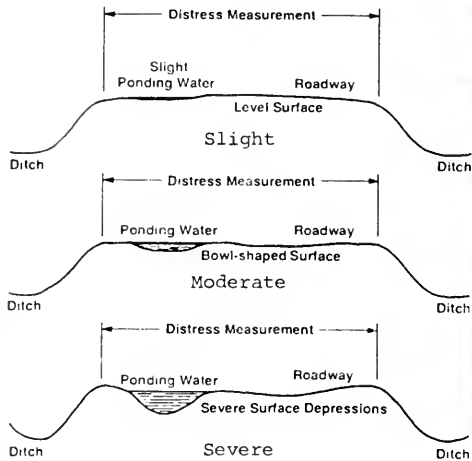 Distress Measurement
Slight
Ponding Water
Roadway
Level Surface
Slight
Ditch
Ditch
Distress Measurement
Ponding Water
Roadway
Bowl-shaped Surface
Moderate
Ditch
Ditch
Distress Measurement
Ponding Water
Roadway
Severe Surface Depressions
Severe
Ditch
Ditch